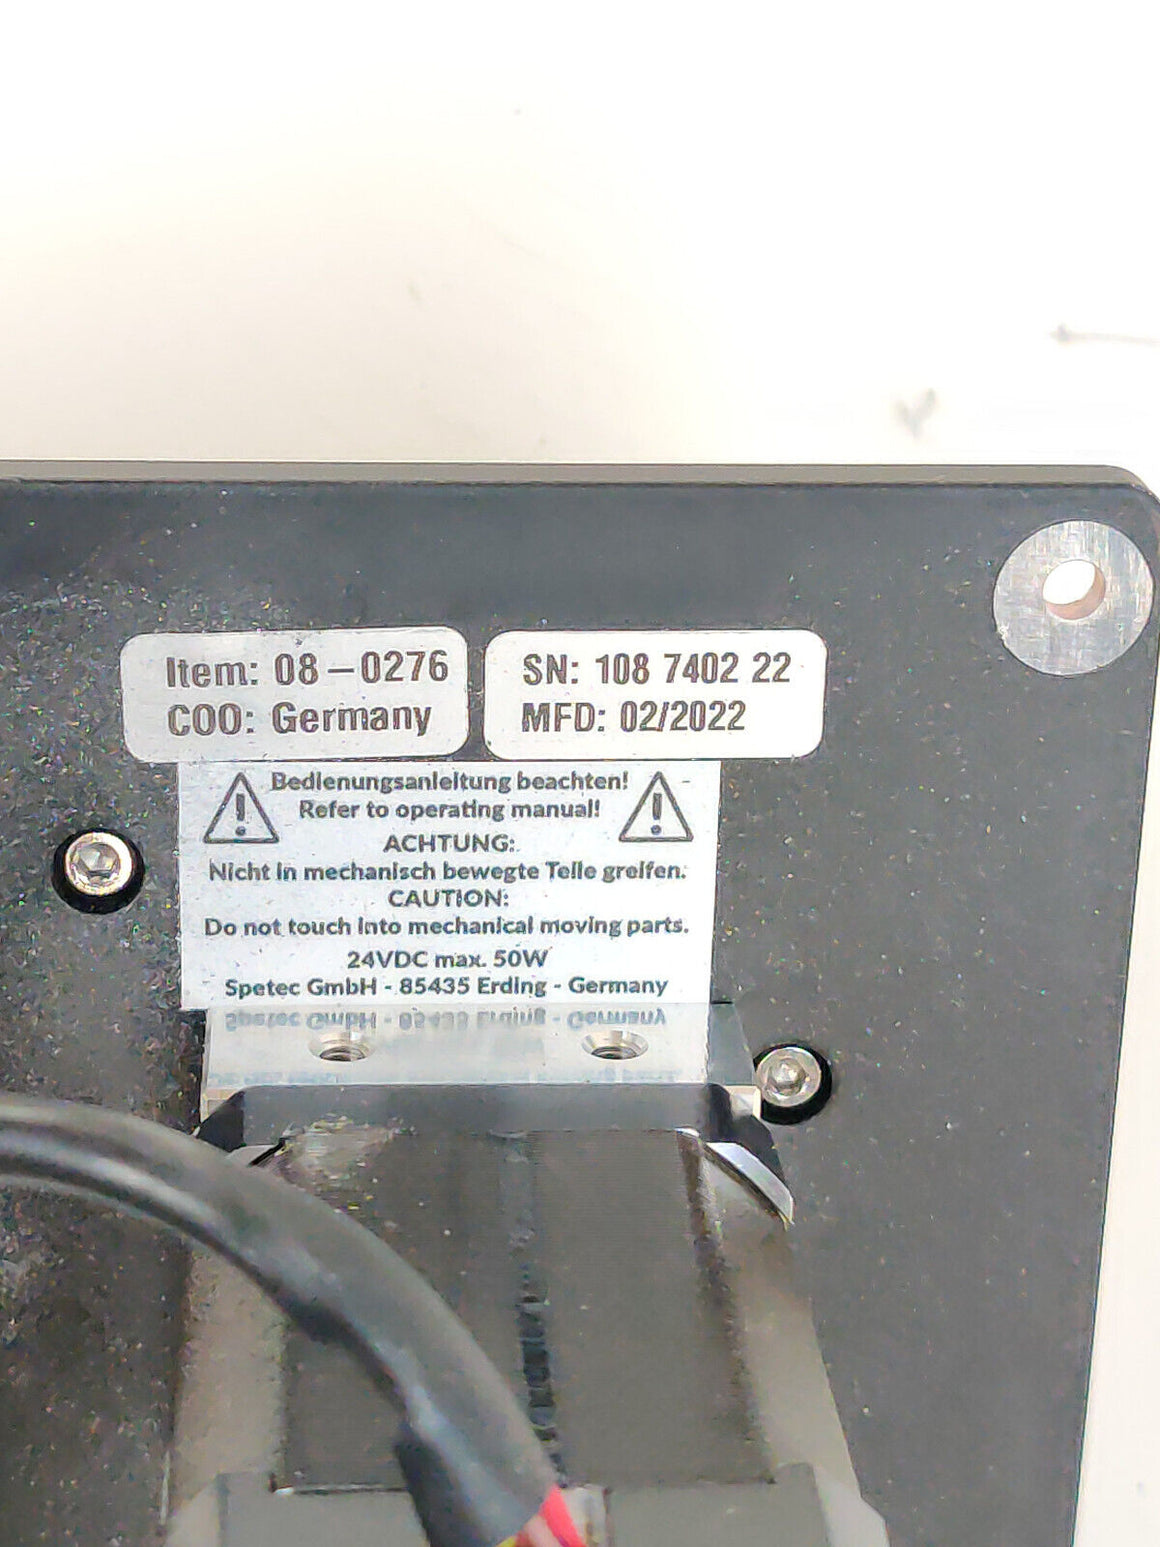 Item: 08-0276
COO: Germany
SN: 108 7402 22
MFD: 02/2022
Bedienungsanleitung beachten!
Refer to operating manual!
ACHTUNG:
Nicht in mechanisch bewegte Teile greifen.
CAUTION:
Do not touch into mechanical moving parts.
24VDC max. 50W
Spetec GmbH - 85435 Erding - Germany